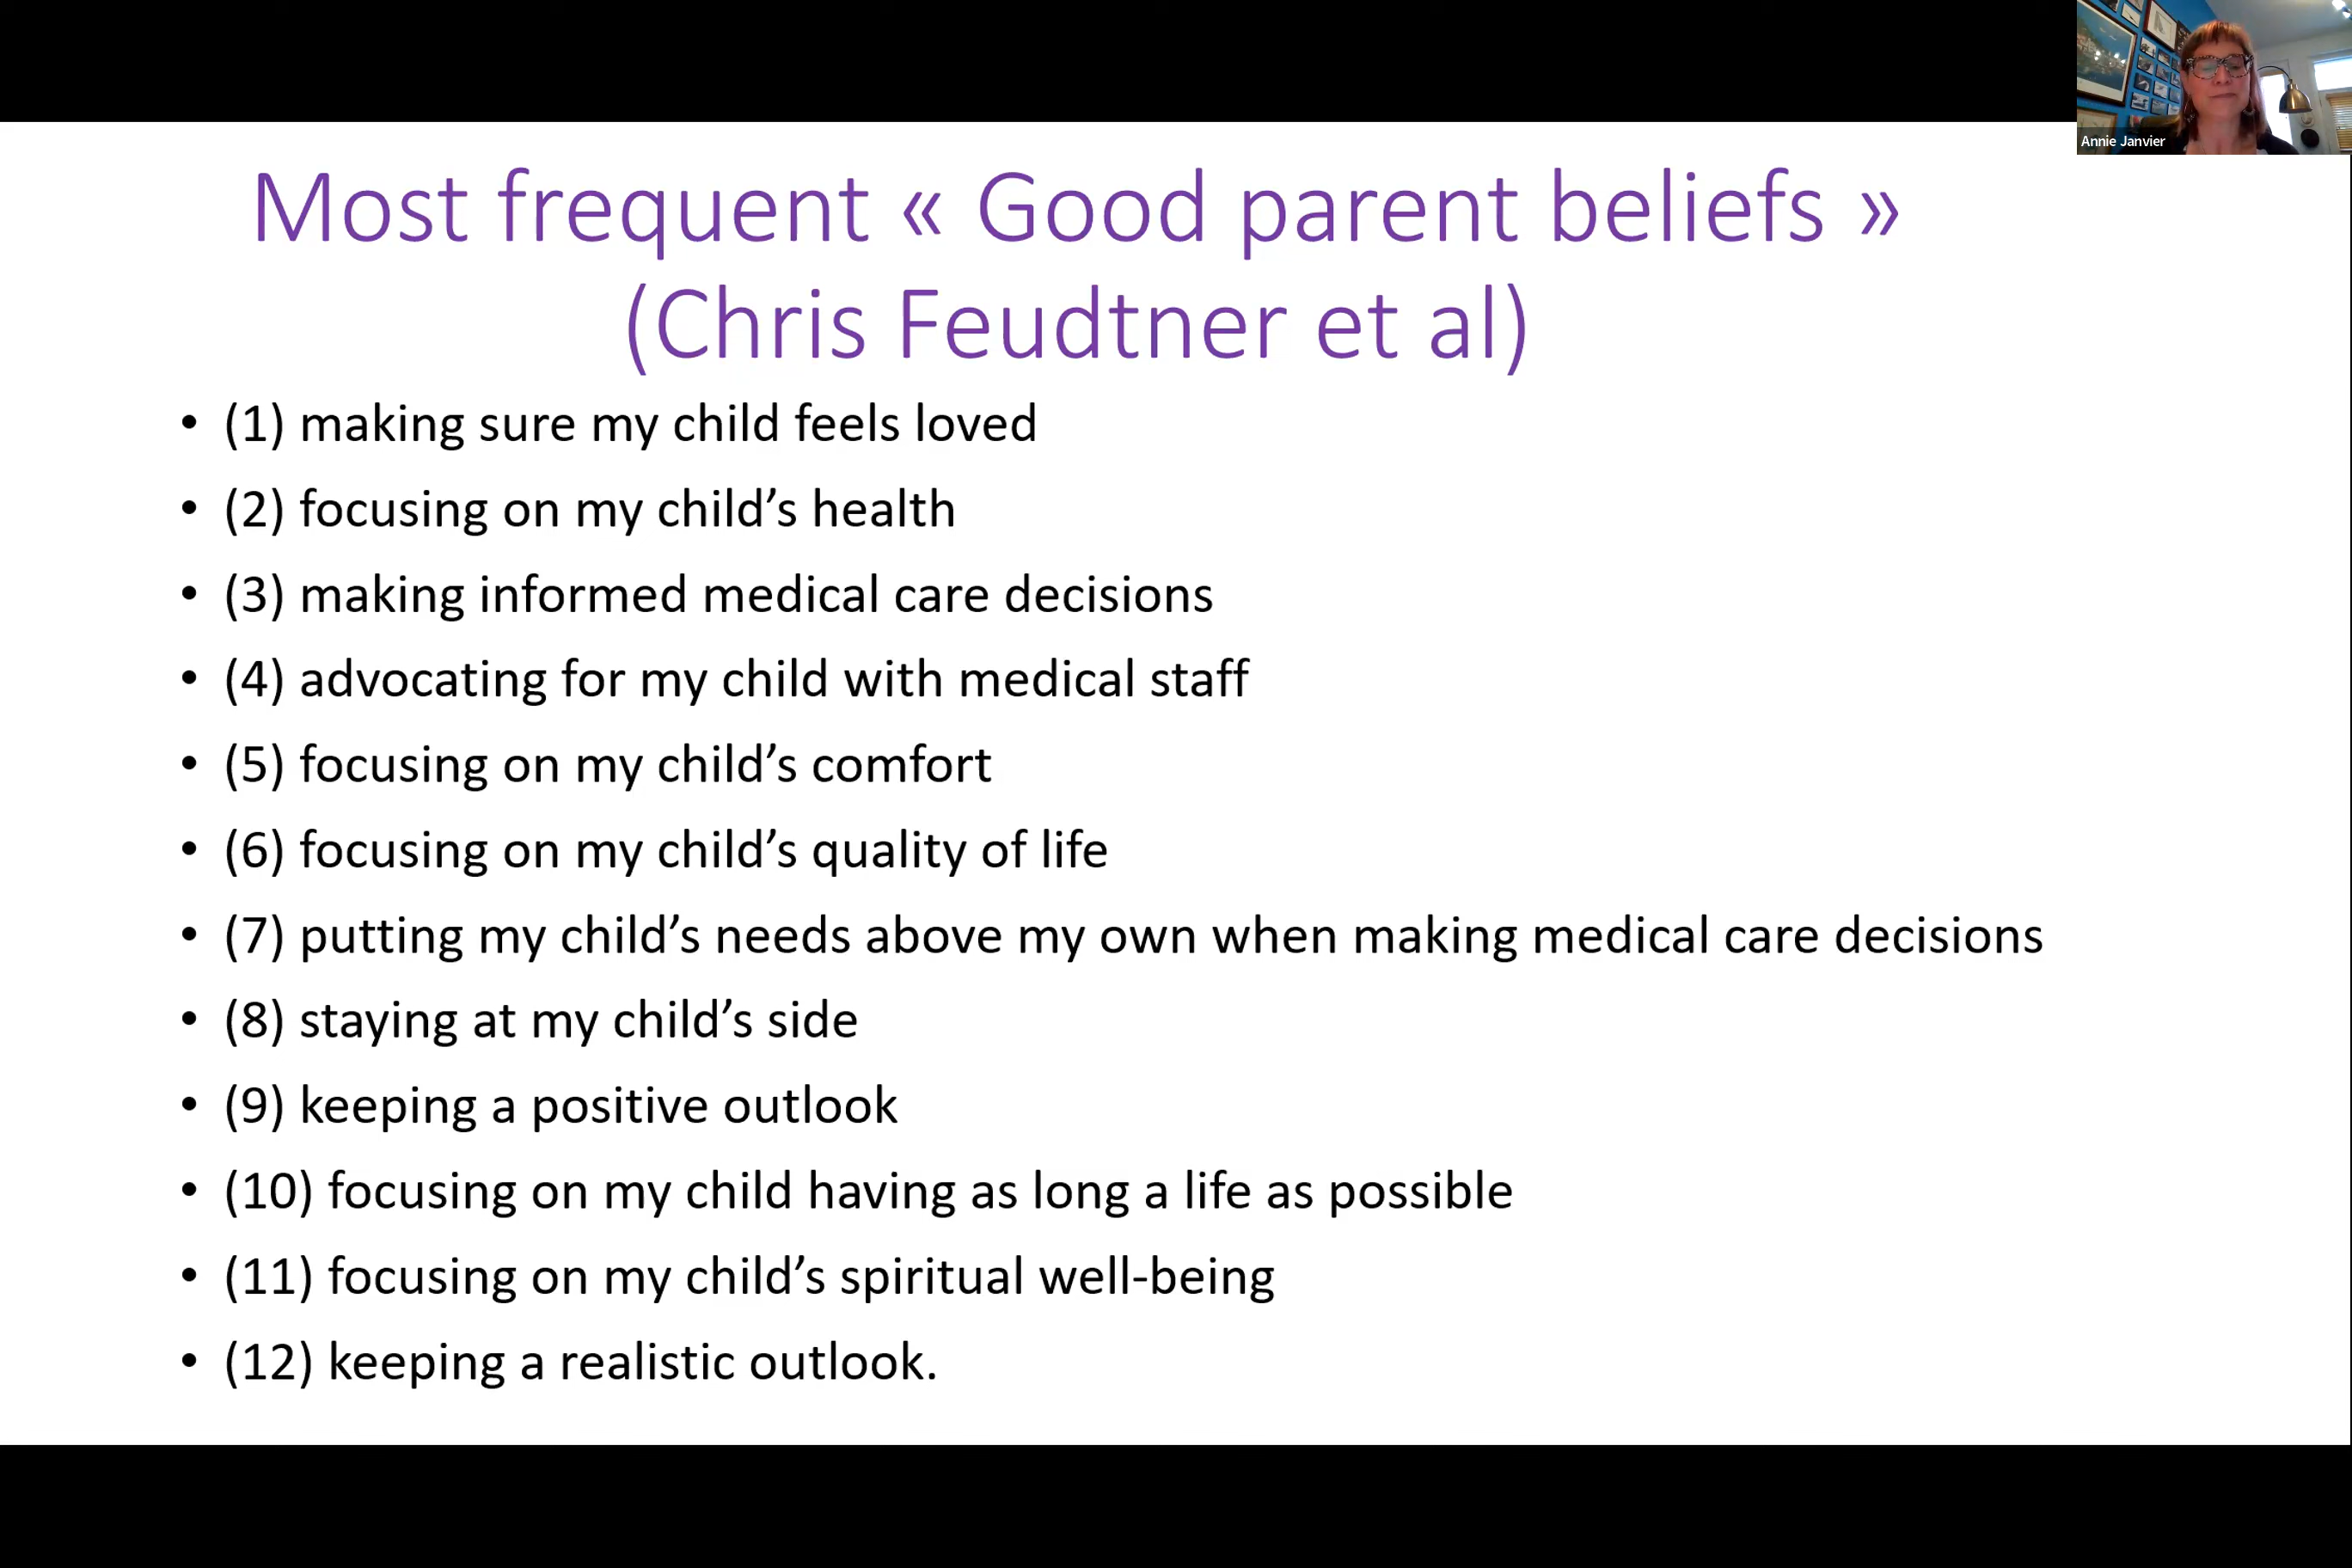 Annie Janvier
Most frequent « Good parent beliefs »
(Chris Feudtner et al)
• (1) making sure my child feels loved
• (2) focusing on my child’s health
• (3) making informed medical care decisions
• (4) advocating for my child with medical staff
• (5) focusing on my child’s comfort
• (6) focusing on my child’s quality of life
• (7) putting my child’s needs above my own when making medical care decisions
• (8) staying at my child’s side
• (9) keeping a positive outlook
• (10) focusing on my child having as long a life as possible
• (11) focusing on my child’s spiritual well-being
• (12) keeping a realistic outlook.